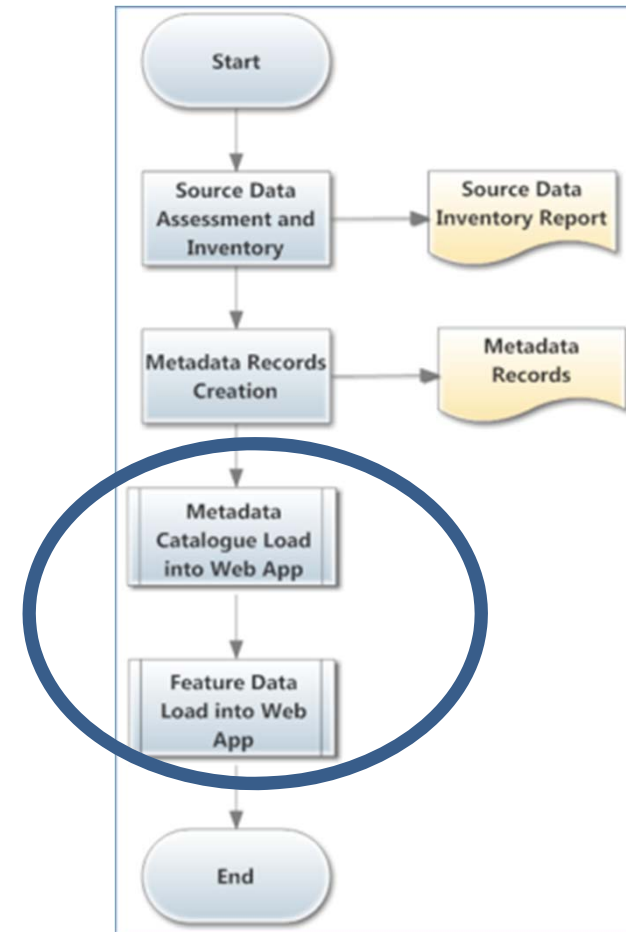 Start
Source Data
Assessment and
Inventory
Source Data
Inventory Report
Metadata Records
Creation
Metadata
Records
Metadata
Catalogue Load
into Web App
Feature Data
Load into Web
App
End